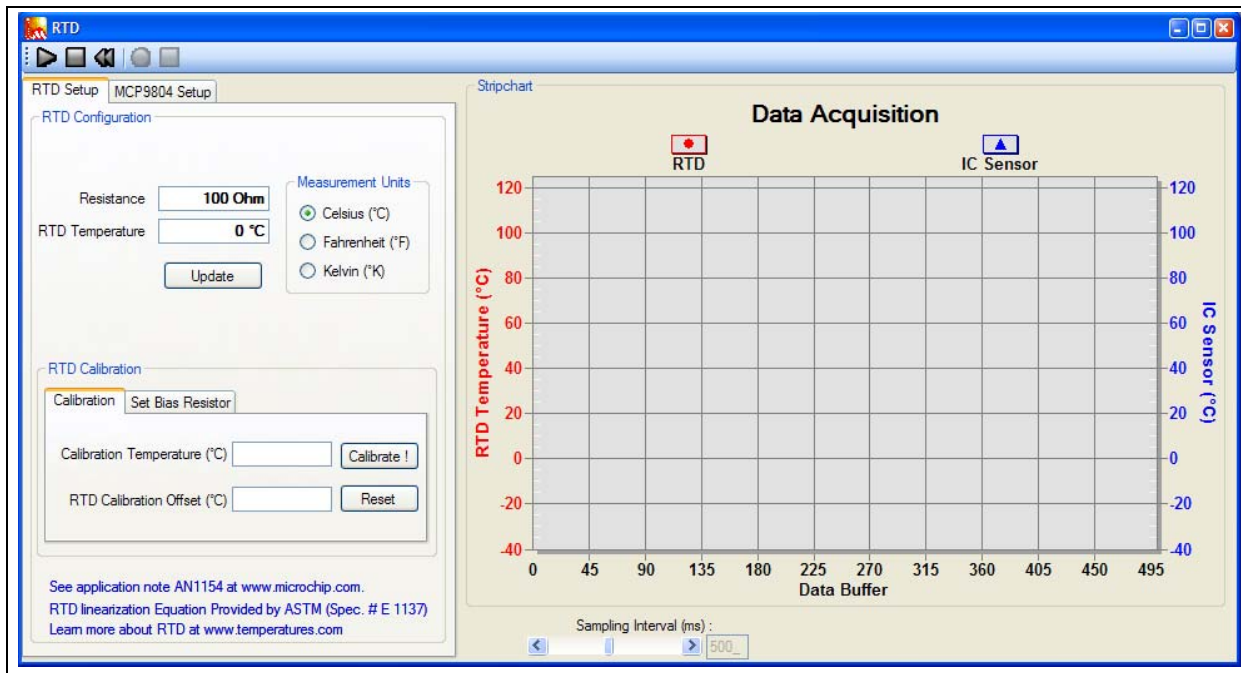 RTD
RTD Setup MCP9804 Setup
RTD Configuration
Resistance 100 Ohm
RTD Temperature 0 °C
Update
Measurement Units
Celsius (°C)
Fahrenheit (°F)
Kelvin (°K)
RTD Calibration
Calibration Set Bias Resistor
Calibration Temperature (°C) Calibrate !
RTD Calibration Offset (°C) Reset
See application note AN1154 at www.microchip.com.
RTD linearization Equation Provided by ASTM (Spec. # E 1137)
Learn more about RTD at www.temperatures.com
Stripchart
Data Acquisition
RTD IC Sensor
RTD Temperature (°C)
120
100
80
60
40
20
0
-20
-40
120
100
80
60
40
20
0
-20
-40
IC Sensor (°C)
0 45 90 135 180 225 270 315 360 405 450 495
Data Buffer
Sampling Interval (ms) :
500_